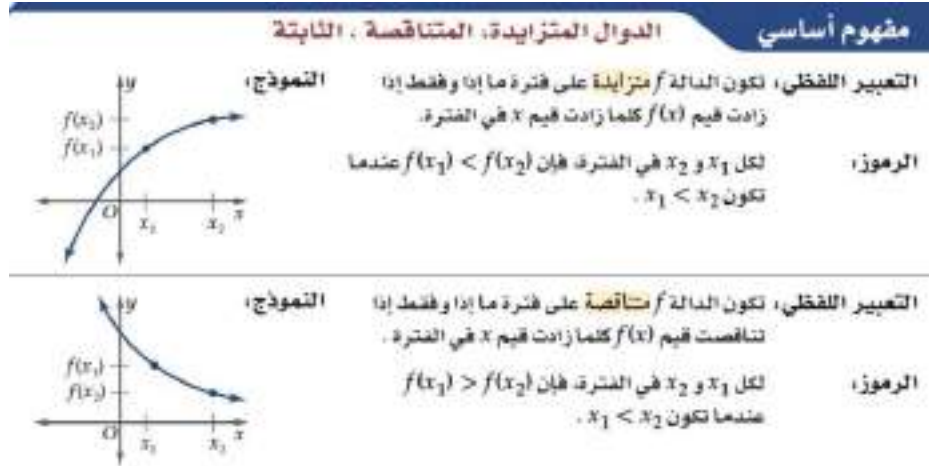 مفهوم أساسي
الدوال المتزايدة، المتناقصة ، الثابتة
التعبير اللفظي، تكون الدالة f متزايدة على فترة ما إذا وفقط إذا
زادت قيم f(x) كلما زادت قيم x في الفترة.
الرموز، لكل x₁ و x₂ في الفترة، فإن f(x₁) < f(x₂) عندما
تكون x₁ < x₂ .
النموذج،
y
f(x₂)
f(x₁)
O x₁ x₂ x
التعبير اللفظي، تكون الدالة f متناقصة على فترة ما إذا وفقط إذا
تناقصت قيم f(x) كلما زادت قيم x في الفترة .
الرموز، لكل x₁ و x₂ في الفترة، فإن f(x₁) > f(x₂)
عندما تكون x₁ < x₂ .
النموذج،
y
f(x₁)
f(x₂)
O x₁ x₂ x